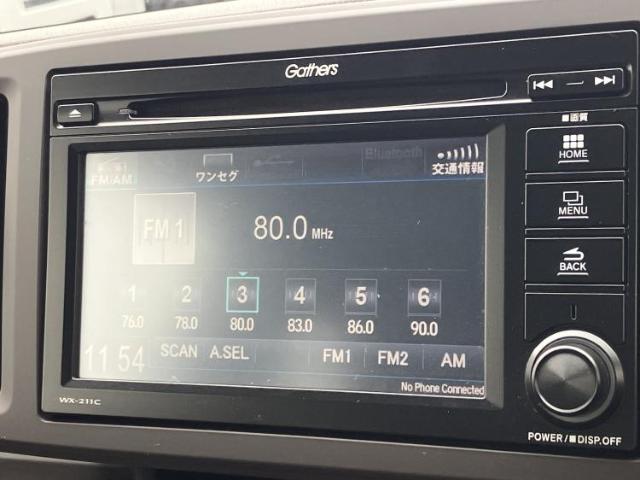 Gathers
■画質
HOME
MENU
BACK
FM/AM
ワンセグ
Bluetooth
交通情報
FM 1
80.0 MHz
1 2 3 4 5 6
76.0 78.0 80.0 83.0 86.0 90.0
11 54 SCAN A.SEL FM1 FM2 AM
No Phone Connected
WX-211C
POWER/■DISP.OFF